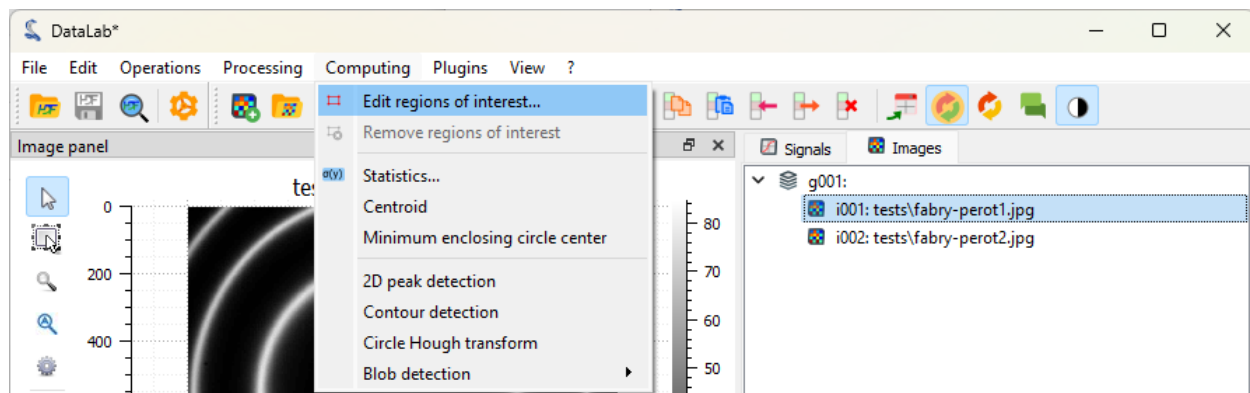 DataLab*
File Edit Operations Processing Computing Plugins View ?
Edit regions of interest...
Remove regions of interest
Statistics...
Centroid
Minimum enclosing circle center
2D peak detection
Contour detection
Circle Hough transform
Blob detection
Image panel
tes
0
200
400
80
70
60
50
Signals Images
g001:
i001: tests\fabry-perot1.jpg
i002: tests\fabry-perot2.jpg